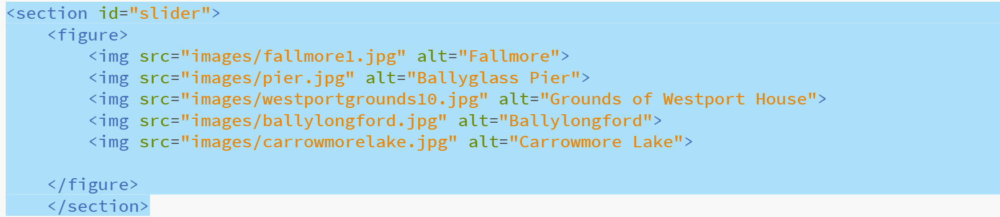 <section id="slider">
    <figure>
        <img src="images/fallmore1.jpg" alt="Fallmore">
        <img src="images/pier.jpg" alt="Ballyglass Pier">
        <img src="images/westportgrounds10.jpg" alt="Grounds of Westport House">
        <img src="images/ballylongford.jpg" alt="Ballylongford">
        <img src="images/carrowmorelake.jpg" alt="Carrowmore Lake">

    </figure>
    </section>